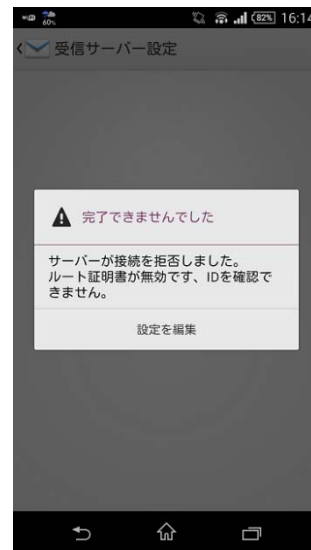 60%
82% 16:14
受信サーバー設定
完了できませんでした
サーバーが接続を拒否しました。
ルート証明書が無効です、IDを確認で
きません。
設定を編集